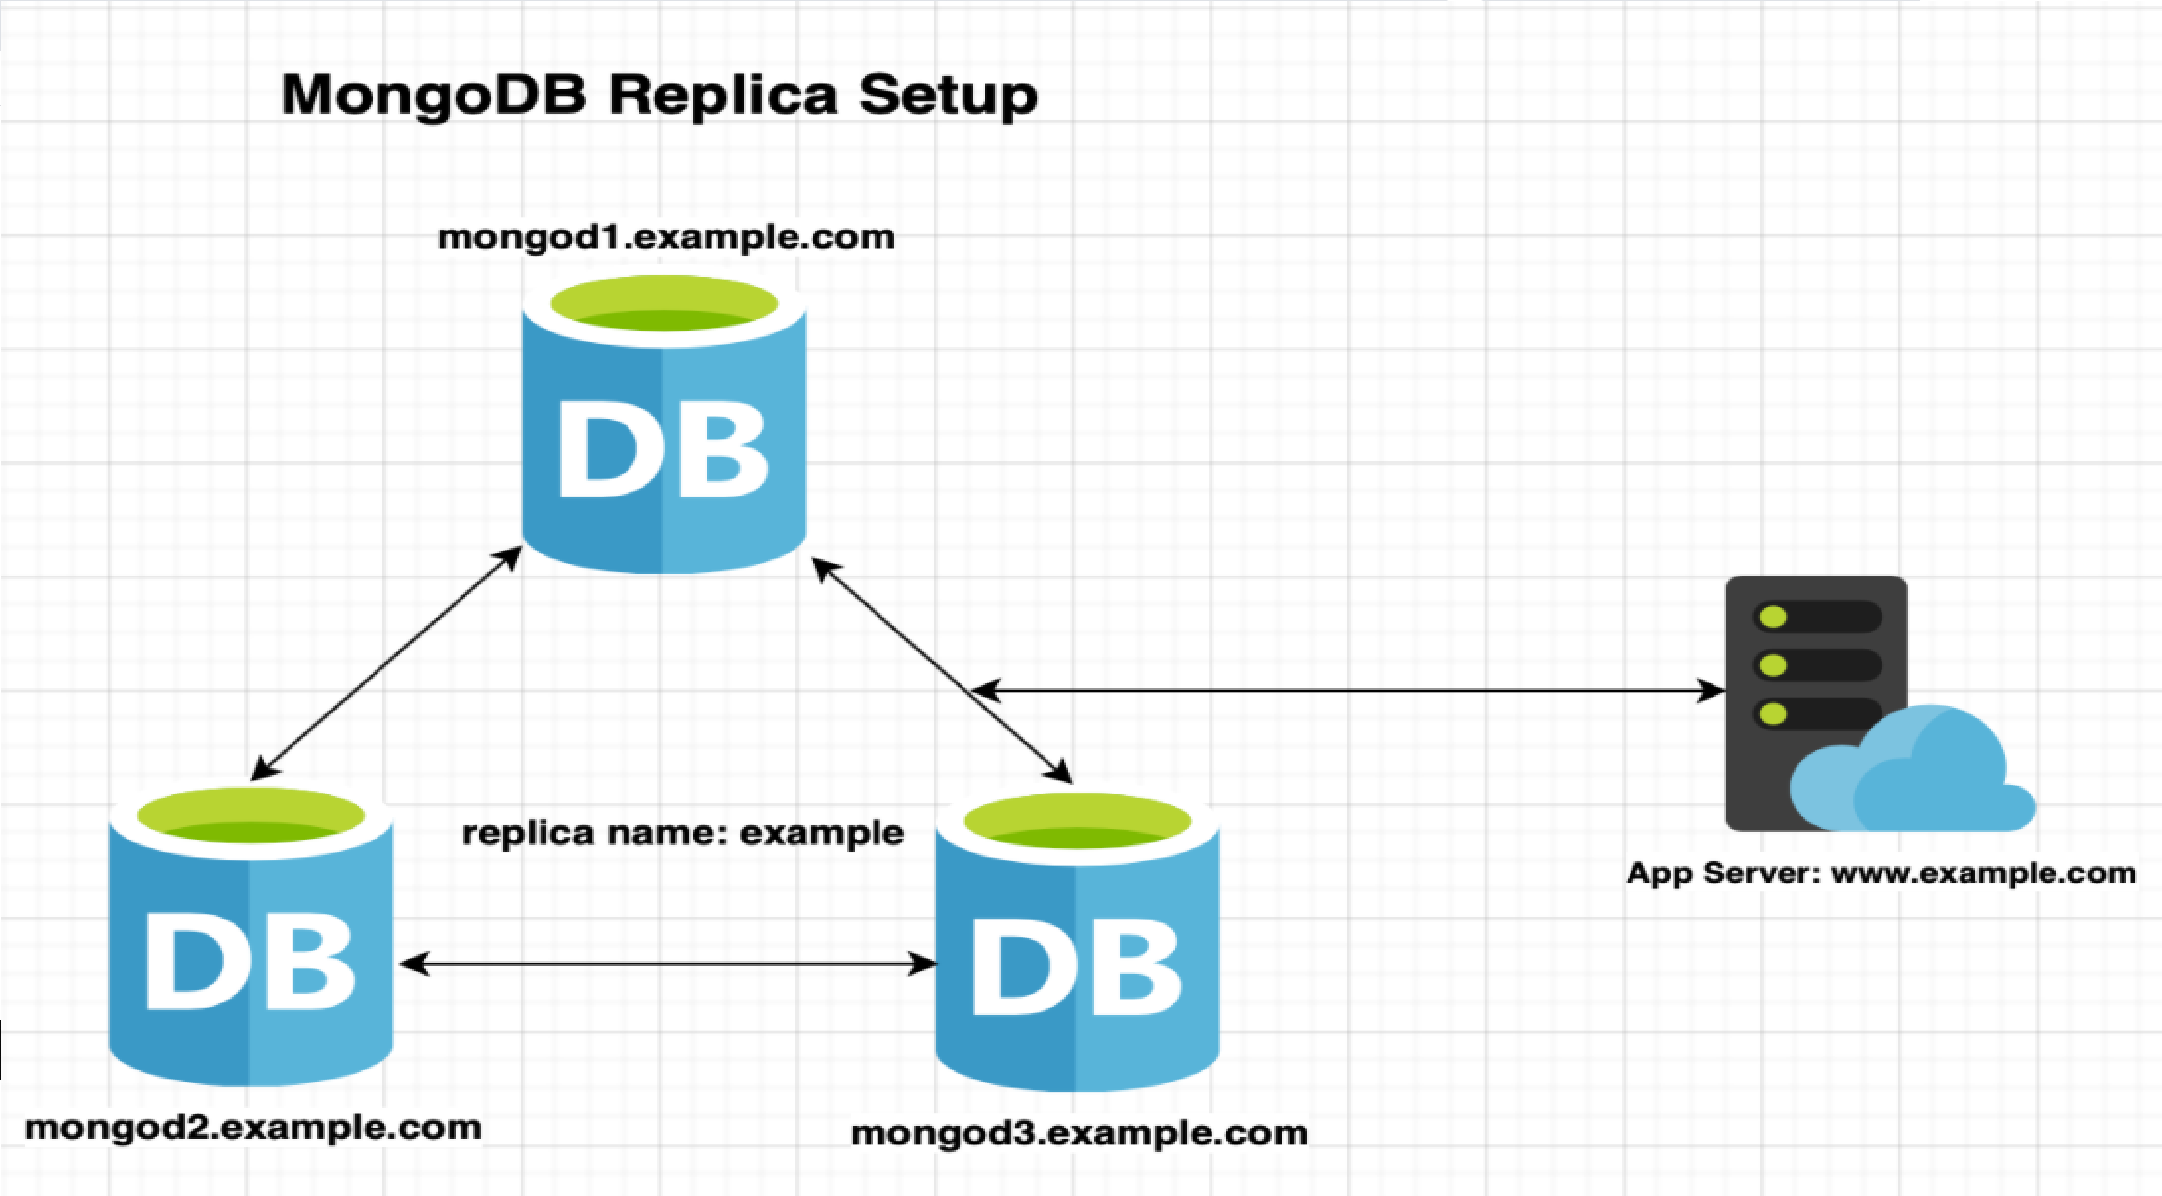 MongoDB Replica Setup
mongod1.example.com
DB
replica name: example
DB
DB
App Server: www.example.com
mongod2.example.com
mongod3.example.com